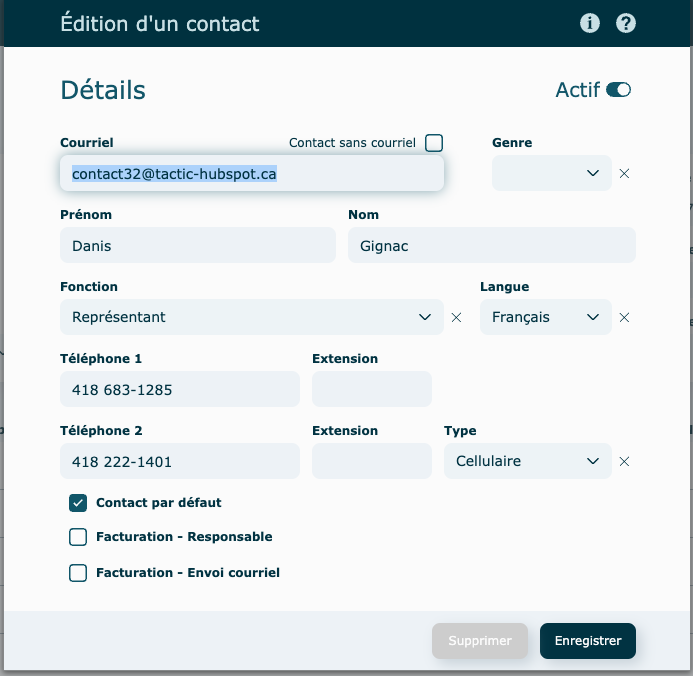 Édition d'un contact
Détails
Actif
Courriel
Contact sans courriel
Genre
contact32@tactic-hubspot.ca
Prénom
Nom
Danis
Gignac
Fonction
Langue
Représentant
Français
Téléphone 1
Extension
418 683-1285
Téléphone 2
Extension
Type
418 222-1401
Cellulaire
Contact par défaut
Facturation - Responsable
Facturation - Envoi courriel
Supprimer
Enregistrer